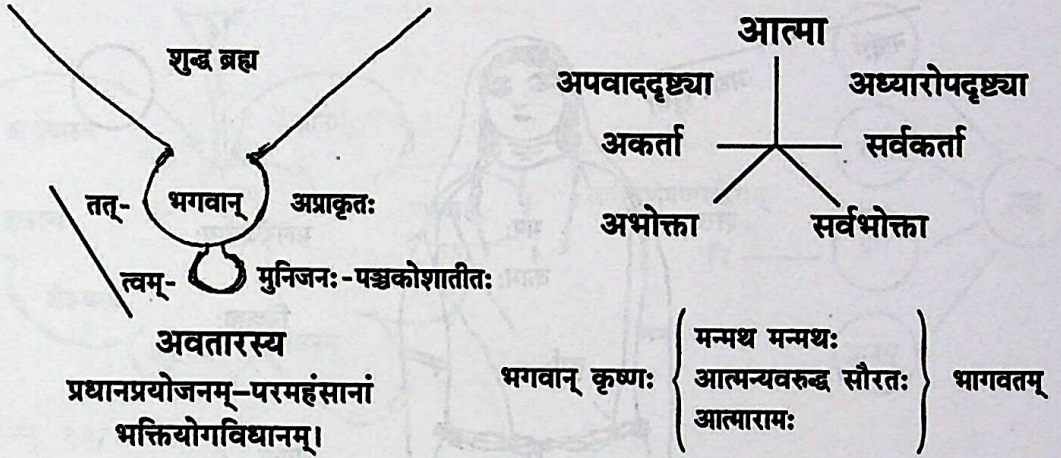 शुद्ध ब्रह्म
तत्- भगवान् अप्राकृतः
त्वम्- मुनिजनः-पञ्चकोशातीतः
अवतारस्य
प्रधानप्रयोजनम्–परमहंसानां
भक्तियोगविधानम्।
आत्मा
अपवाददृष्ट्या अध्यारोपदृष्ट्या
अकर्ता सर्वकर्ता
अभोक्ता सर्वभोक्ता
मन्मथ मन्मथः
भगवान् कृष्णः आत्मन्यवरुद्ध सौरतः भागवतम्
आत्मारामः